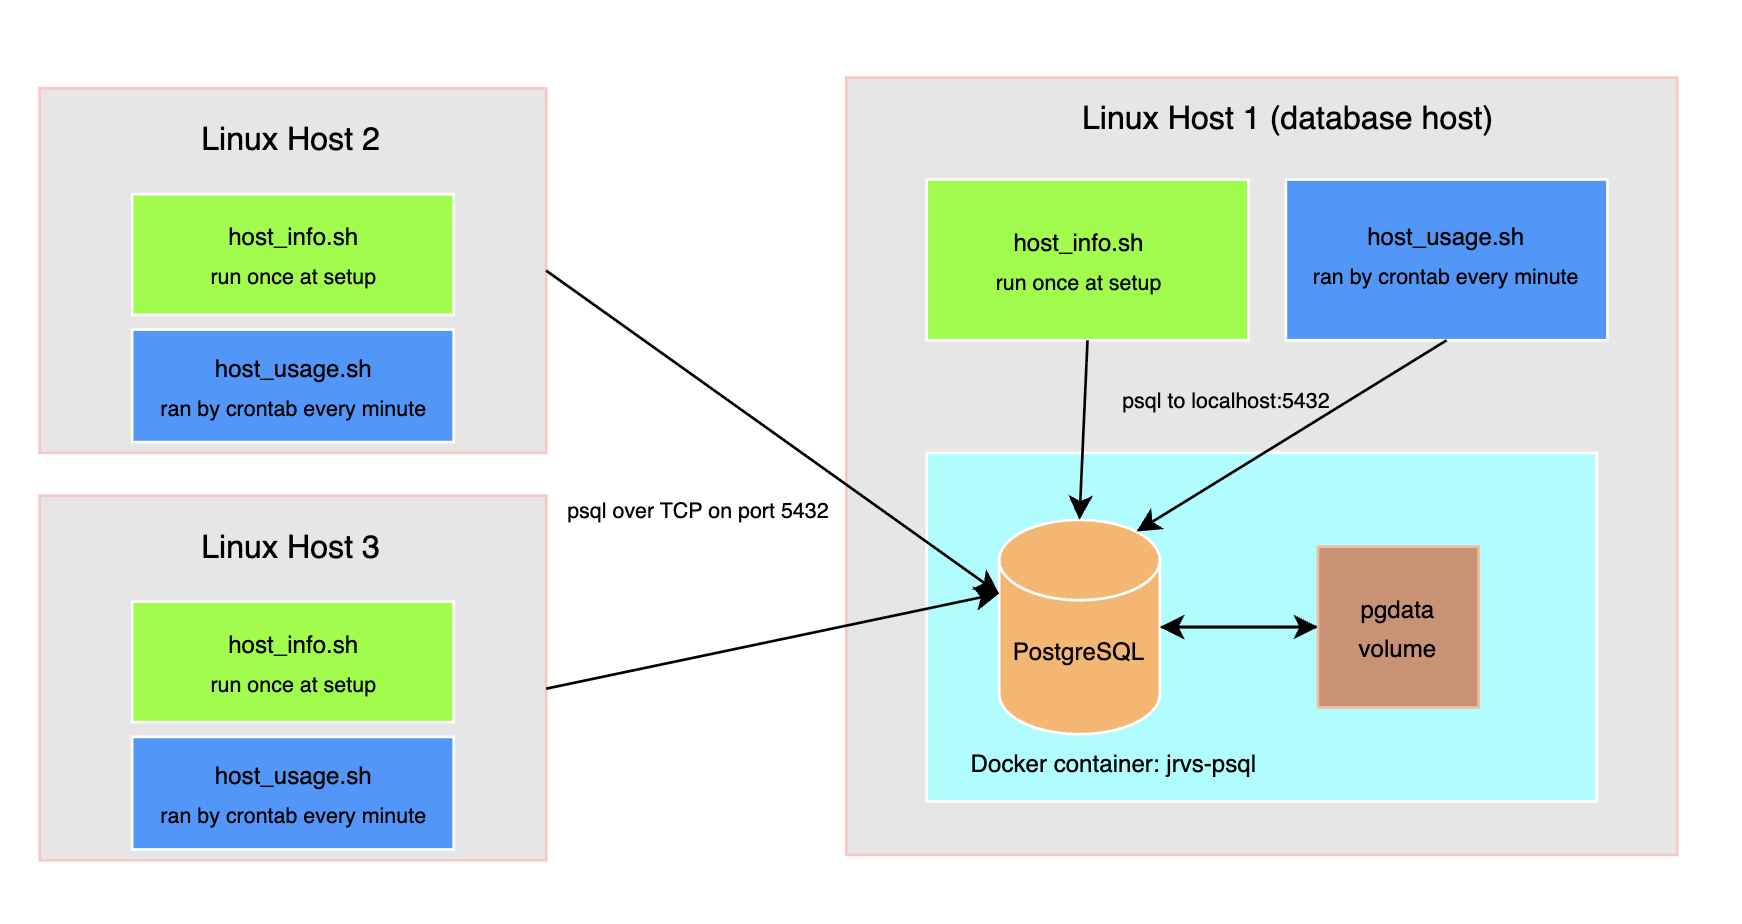 Linux Host 2
host_info.sh
run once at setup
host_usage.sh
ran by crontab every minute
Linux Host 3
host_info.sh
run once at setup
host_usage.sh
ran by crontab every minute
psql over TCP on port 5432
Linux Host 1 (database host)
host_info.sh
run once at setup
host_usage.sh
ran by crontab every minute
psql to localhost:5432
PostgreSQL
pgdata
volume
Docker container: jrvs-psql